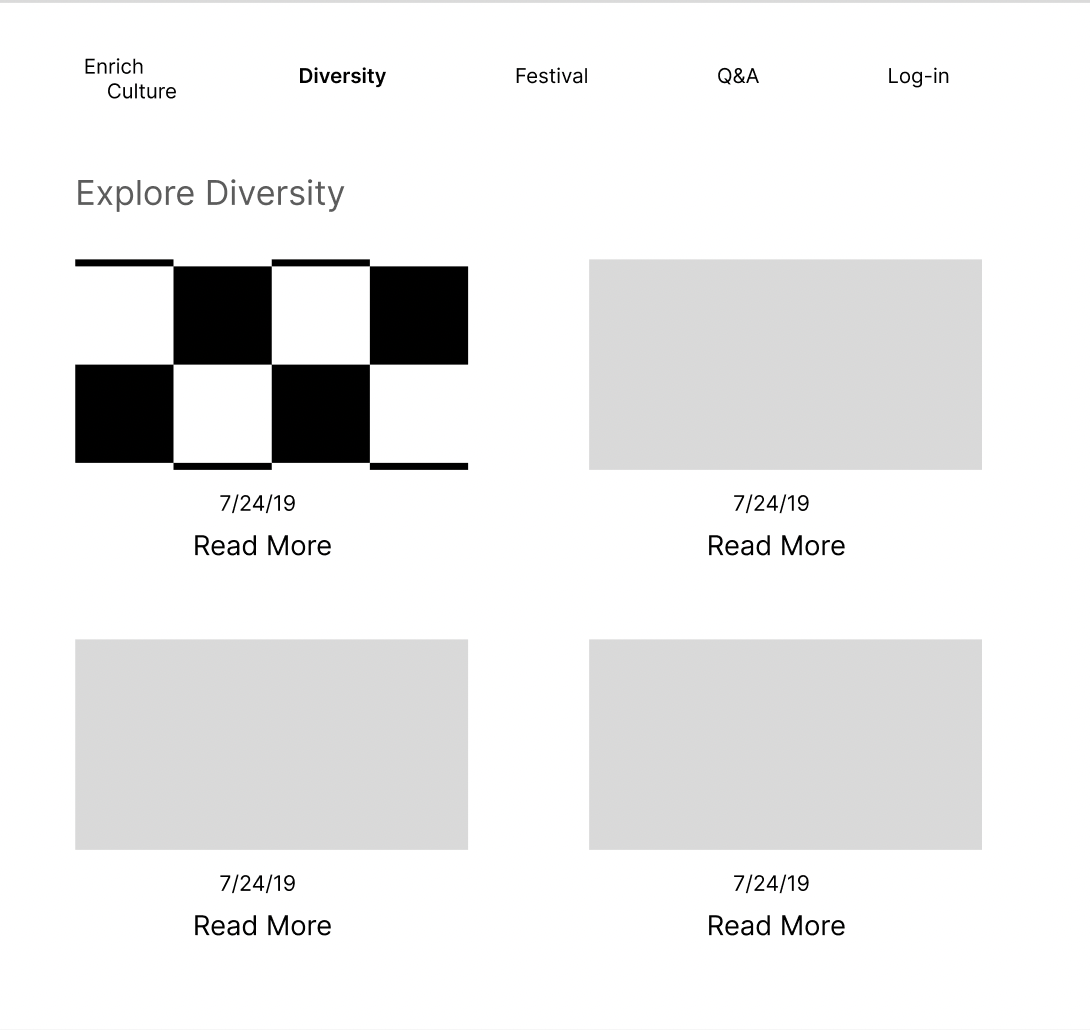 Enrich
Culture
Diversity
Festival
Q&A
Log-in
Explore Diversity
7/24/19
Read More
7/24/19
Read More
7/24/19
Read More
7/24/19
Read More